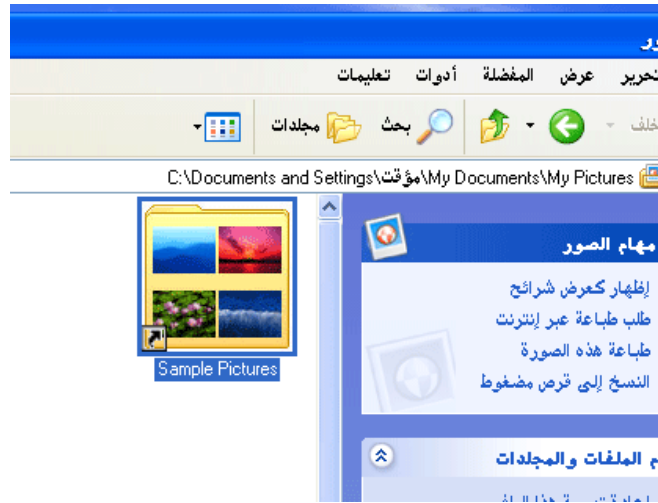 تحرير عرض المفضلة أدوات تعليمات
بحث مجلدات
C:\Documents and Settings\مؤقت\My Documents\My Pictures
مهام الصور
إظهار كعرض شرائح
طلب طباعة عبر إنترنت
طباعة هذه الصورة
النسخ إلى قرص مضغوط
Sample Pictures
الملفات والمجلدات